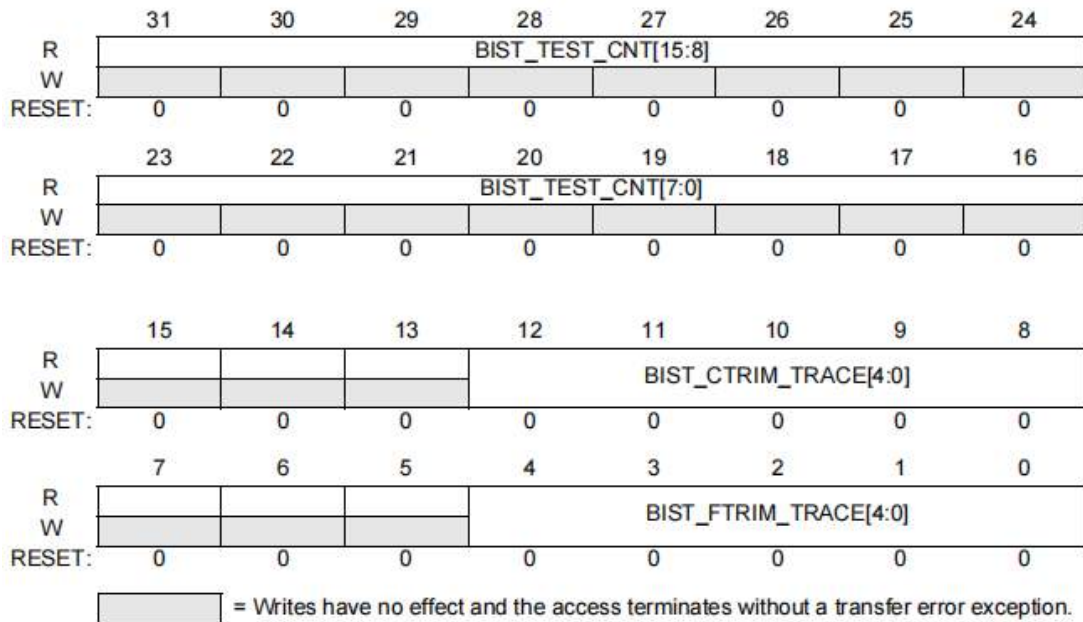 31 30 29 28 27 26 25 24
R BIST_TEST_CNT[15:8]
W
RESET: 0 0 0 0 0 0 0 0
23 22 21 20 19 18 17 16
R BIST_TEST_CNT[7:0]
W
RESET: 0 0 0 0 0 0 0 0
15 14 13 12 11 10 9 8
R
BIST_CTRIM_TRACE[4:0]
W
RESET: 0 0 0 0 0 0 0 0
7 6 5 4 3 2 1 0
R
BIST_FTRIM_TRACE[4:0]
W
RESET: 0 0 0 0 0 0 0 0
= Writes have no effect and the access terminates without a transfer error exception.